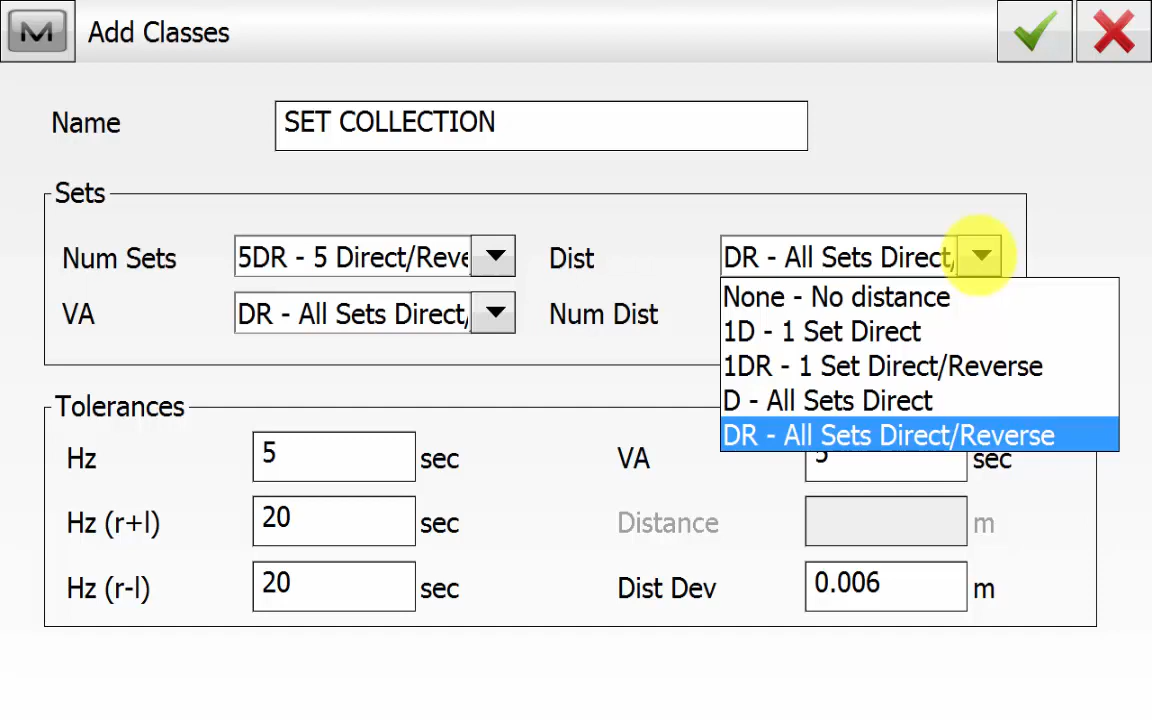 M Add Classes
Name SET COLLECTION
Sets
Num Sets 5DR - 5 Direct/Reve Dist DR - All Sets Direct/
VA DR - All Sets Direct/ Num Dist
None - No distance
1D - 1 Set Direct
1DR - 1 Set Direct/Reverse
D - All Sets Direct
DR - All Sets Direct/Reverse
Tolerances
Hz 5 sec VA 5 sec
Hz (r+l) 20 sec Distance m
Hz (r-l) 20 sec Dist Dev 0.006 m